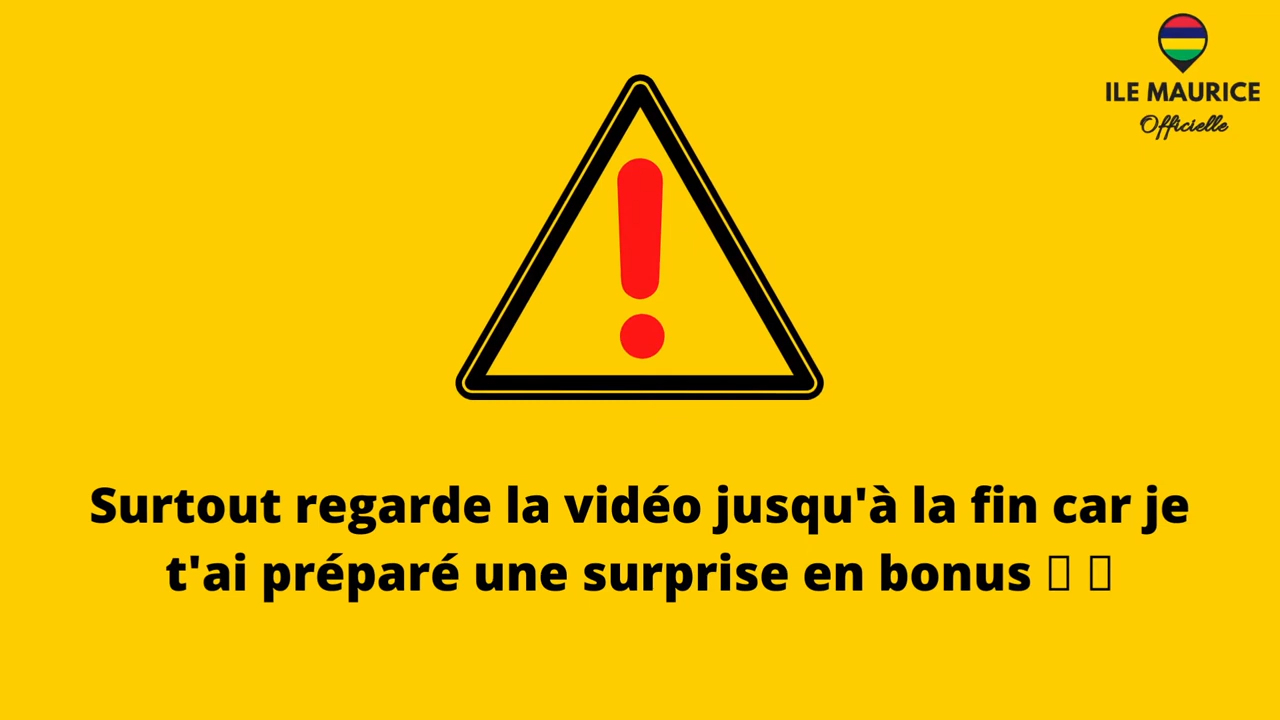 ILE MAURICE
Officielle
Surtout regarde la vidéo jusqu'à la fin car je
t'ai préparé une surprise en bonus